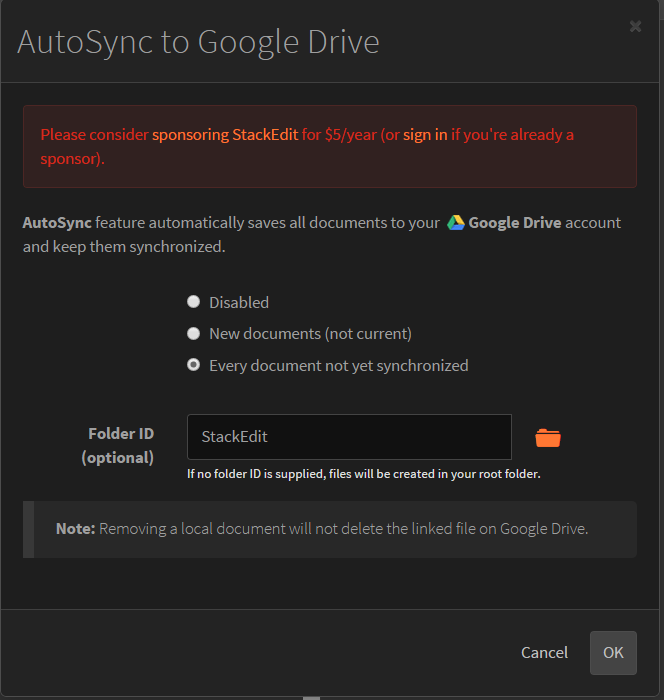 AutoSync to Google Drive
Please consider sponsoring StackEdit for $5/year (or sign in if you're already a
sponsor).
AutoSync feature automatically saves all documents to your Google Drive account
and keep them synchronized.
Disabled
New documents (not current)
Every document not yet synchronized
Folder ID
(optional)
StackEdit
If no folder ID is supplied, files will be created in your root folder.
Note: Removing a local document will not delete the linked file on Google Drive.
Cancel
OK